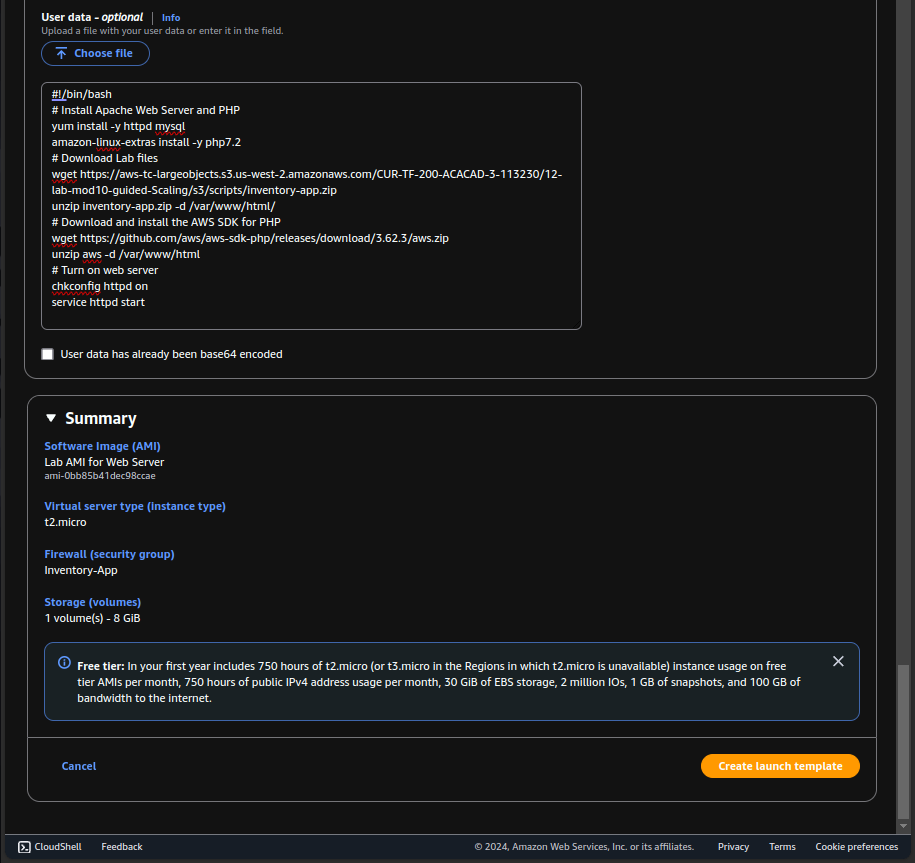 User data - optional | Info
Upload a file with your user data or enter it in the field.
Choose file
#!/bin/bash
# Install Apache Web Server and PHP
yum install -y httpd mysql
amazon-linux-extras install -y php7.2
# Download Lab files
wget https://aws-tc-largeobjects.s3.us-west-2.amazonaws.com/CUR-TF-200-ACACAD-3-113230/12-
lab-mod10-guided-Scaling/s3/scripts/inventory-app.zip
unzip inventory-app.zip -d /var/www/html/
# Download and install the AWS SDK for PHP
wget https://github.com/aws/aws-sdk-php/releases/download/3.62.3/aws.zip
unzip aws -d /var/www/html
# Turn on web server
chkconfig httpd on
service httpd start
User data has already been base64 encoded
Summary
Software Image (AMI)
Lab AMI for Web Server
ami-0bb85b41dec98ccae
Virtual server type (instance type)
t2.micro
Firewall (security group)
Inventory-App
Storage (volumes)
1 volume(s) - 8 GiB
Free tier: In your first year includes 750 hours of t2.micro (or t3.micro in the Regions in which t2.micro is unavailable) instance usage on free
tier AMIs per month, 750 hours of public IPv4 address usage per month, 30 GiB of EBS storage, 2 million IOs, 1 GB of snapshots, and 100 GB of
bandwidth to the internet.
Cancel
Create launch template
CloudShell Feedback © 2024, Amazon Web Services, Inc. or its affiliates. Privacy Terms Cookie preferences